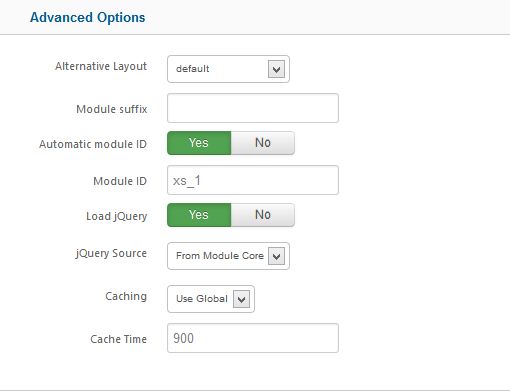 Advanced Options
Alternative Layout default
Module suffix
Automatic module ID Yes No
Module ID xs_1
Load jQuery Yes No
jQuery Source From Module Core
Caching Use Global
Cache Time 900